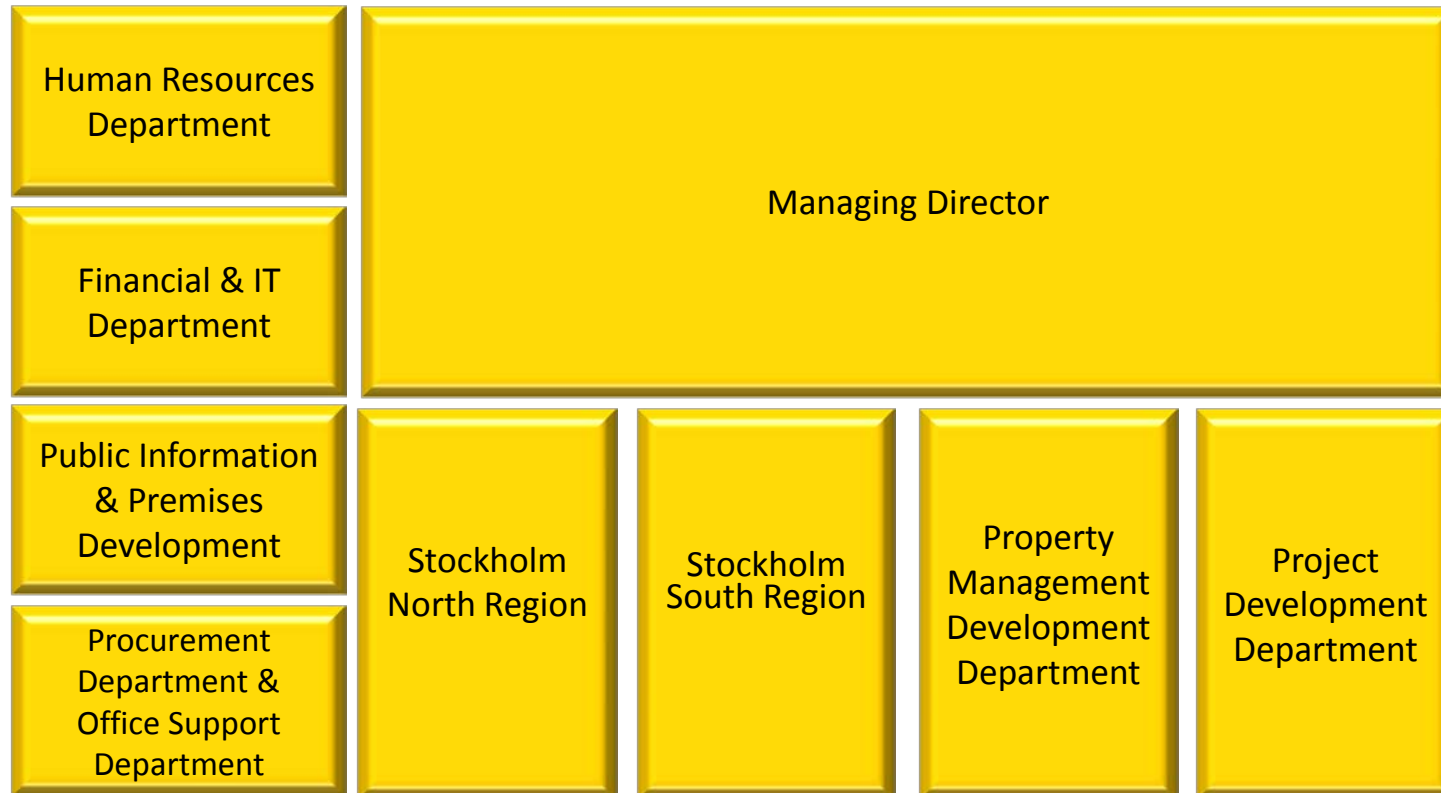 Human Resources
Department
Managing Director
Financial & IT
Department
Public Information
& Premises
Development
Procurement
Department &
Office Support
Department
Stockholm
North Region
Stockholm
South Region
Property
Management
Development
Department
Project
Development
Department